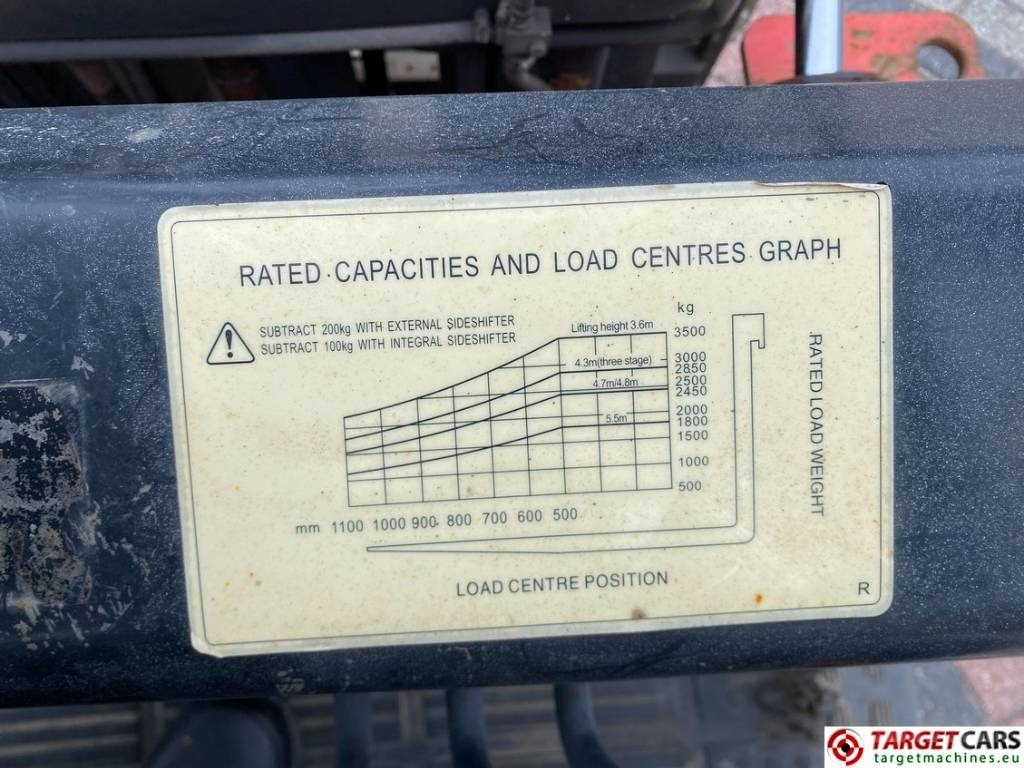 RATED CAPACITIES AND LOAD CENTRES GRAPH
SUBTRACT 200kg WITH EXTERNAL SIDESHIFTER
SUBTRACT 100kg WITH INTEGRAL SIDESHIFTER
kg
Lifting height 3.6m
3500
4.3m(three stage)
3000
2850
4.7m/4.8m
2500
2450
2000
5.5m
1800
1500
1000
500
mm 1100 1000 900 800 700 600 500
RATED LOAD WEIGHT
LOAD CENTRE POSITION
R
TARGETCARS
targetmachines.eu